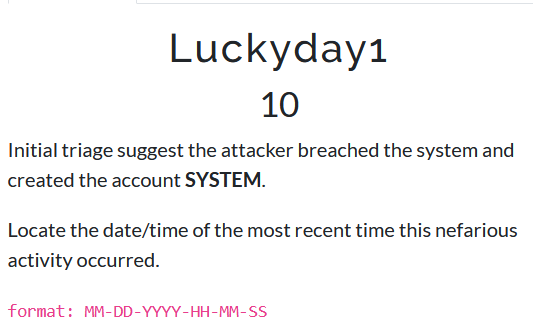 Luckyday1
10
Initial triage suggest the attacker breached the system and
created the account SYSTEM.
Locate the date/time of the most recent time this nefarious
activity occurred.
format: MM-DD-YYYY-HH-MM-SS